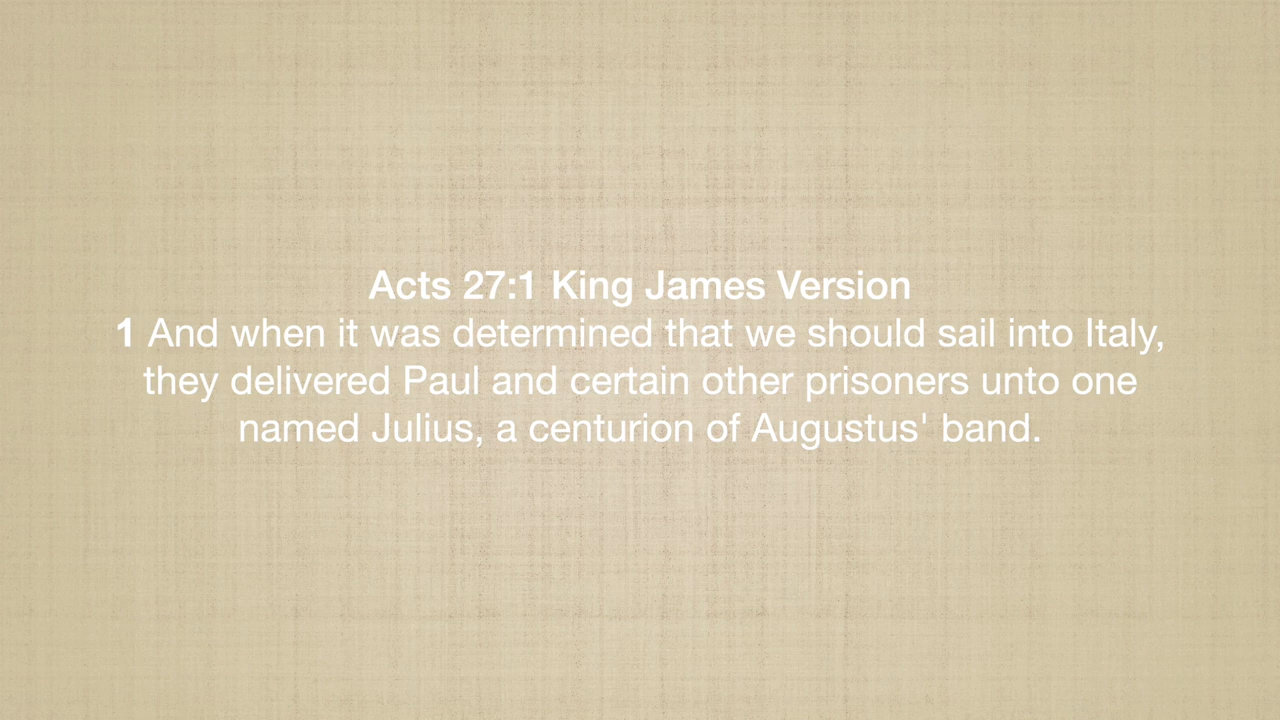 Acts 27:1 King James Version
1 And when it was determined that we should sail into Italy,
they delivered Paul and certain other prisoners unto one
named Julius, a centurion of Augustus' band.